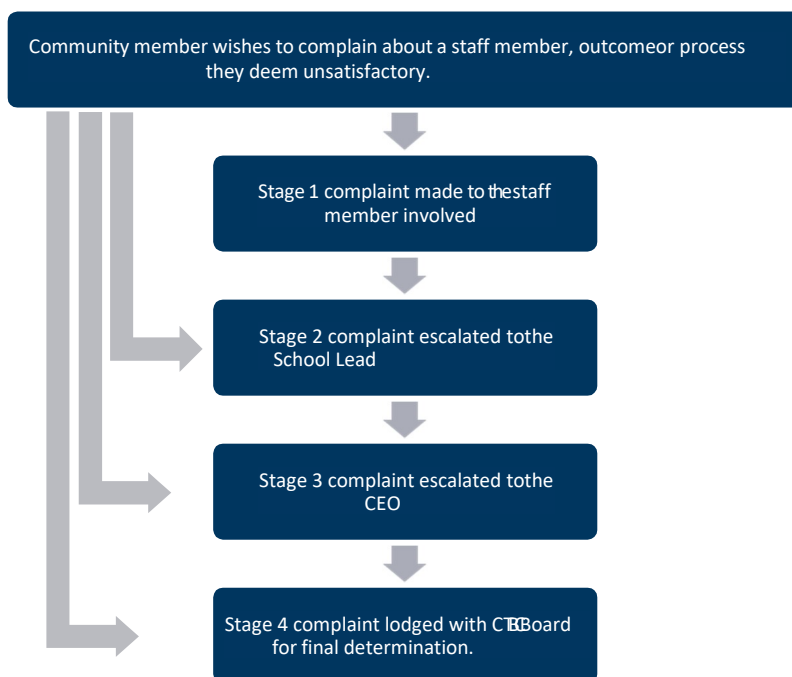 Community member wishes to complain about a staff member, outcomeor process
they deem unsatisfactory.
Stage 1 complaint made to thestaff
member involved
Stage 2 complaint escalated tothe
School Lead
Stage 3 complaint escalated tothe
CEO
Stage 4 complaint lodged with Board
for final determination.